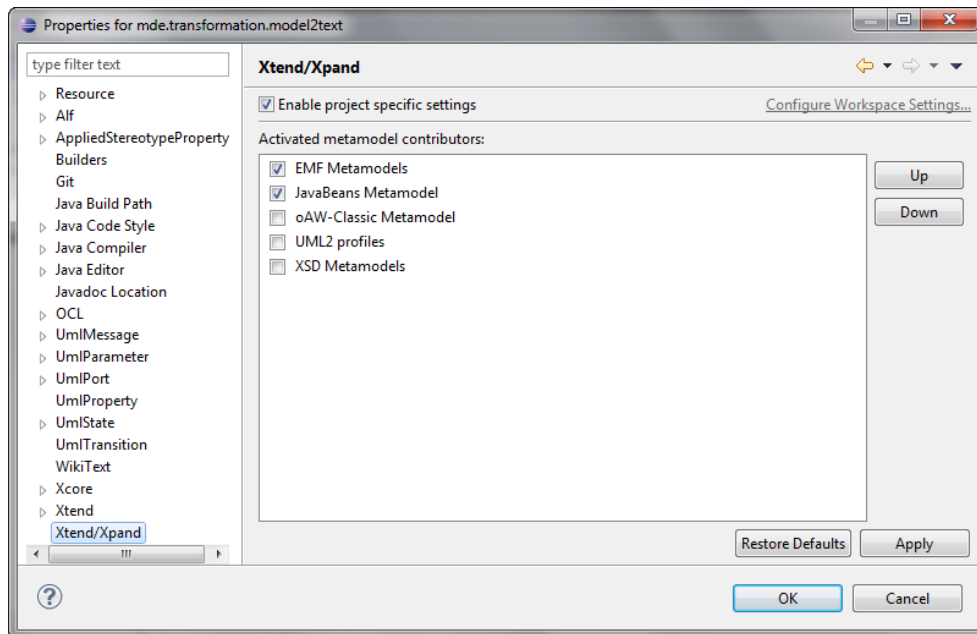 Properties for mde.transformation.model2text
type filter text
Resource
Alf
AppliedStereotypeProperty
Builders
Git
Java Build Path
Java Code Style
Java Compiler
Java Editor
Javadoc Location
OCL
UmlMessage
UmlParameter
UmlPort
UmlProperty
UmlState
UmlTransition
WikiText
Xcore
Xtend
Xtend/Xpand
Xtend/Xpand
Enable project specific settings
Configure Workspace Settings...
Activated metamodel contributors:
EMF Metamodels
JavaBeans Metamodel
oAW-Classic Metamodel
UML2 profiles
XSD Metamodels
Up
Down
Restore Defaults
Apply
OK
Cancel